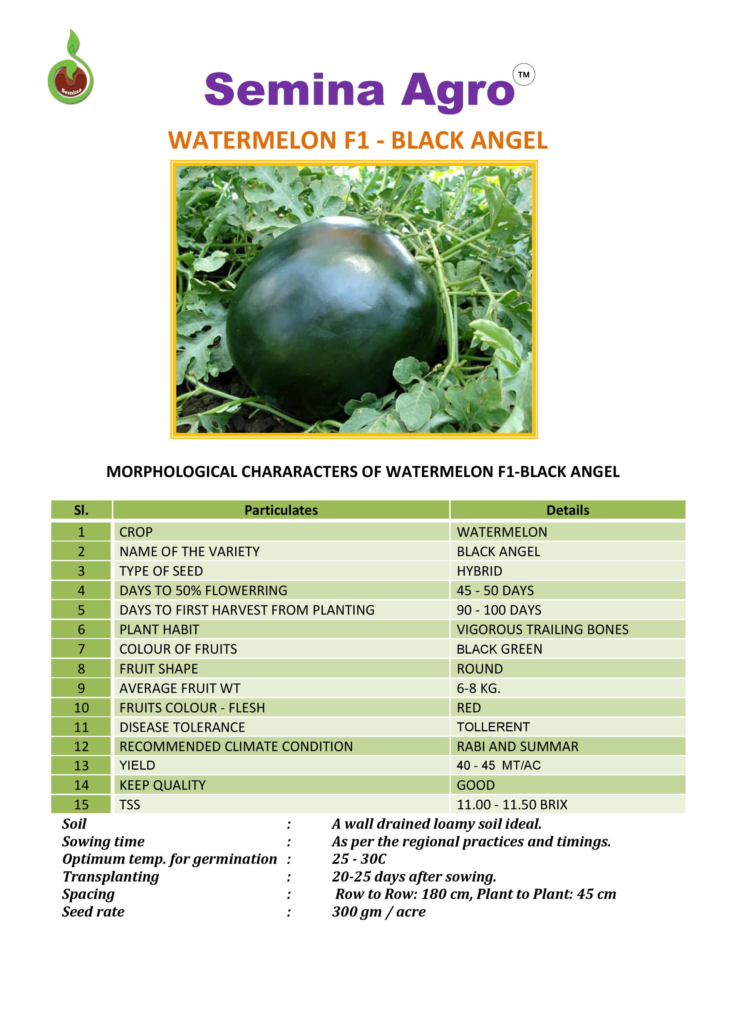 Semina
Semina Agro TM
WATERMELON F1 - BLACK ANGEL
MORPHOLOGICAL CHARARACTERS OF WATERMELON F1-BLACK ANGEL
Sl. Particulates Details
1 CROP WATERMELON
2 NAME OF THE VARIETY BLACK ANGEL
3 TYPE OF SEED HYBRID
4 DAYS TO 50% FLOWERRING 45 - 50 DAYS
5 DAYS TO FIRST HARVEST FROM PLANTING 90 - 100 DAYS
6 PLANT HABIT VIGOROUS TRAILING BONES
7 COLOUR OF FRUITS BLACK GREEN
8 FRUIT SHAPE ROUND
9 AVERAGE FRUIT WT 6-8 KG.
10 FRUITS COLOUR - FLESH RED
11 DISEASE TOLERANCE TOLLERENT
12 RECOMMENDED CLIMATE CONDITION RABI AND SUMMAR
13 YIELD 40 - 45 MT/AC
14 KEEP QUALITY GOOD
15 TSS 11.00 - 11.50 BRIX
Soil : A wall drained loamy soil ideal.
Sowing time : As per the regional practices and timings.
Optimum temp. for germination : 25 - 30C
Transplanting : 20-25 days after sowing.
Spacing : Row to Row: 180 cm, Plant to Plant: 45 cm
Seed rate : 300 gm / acre